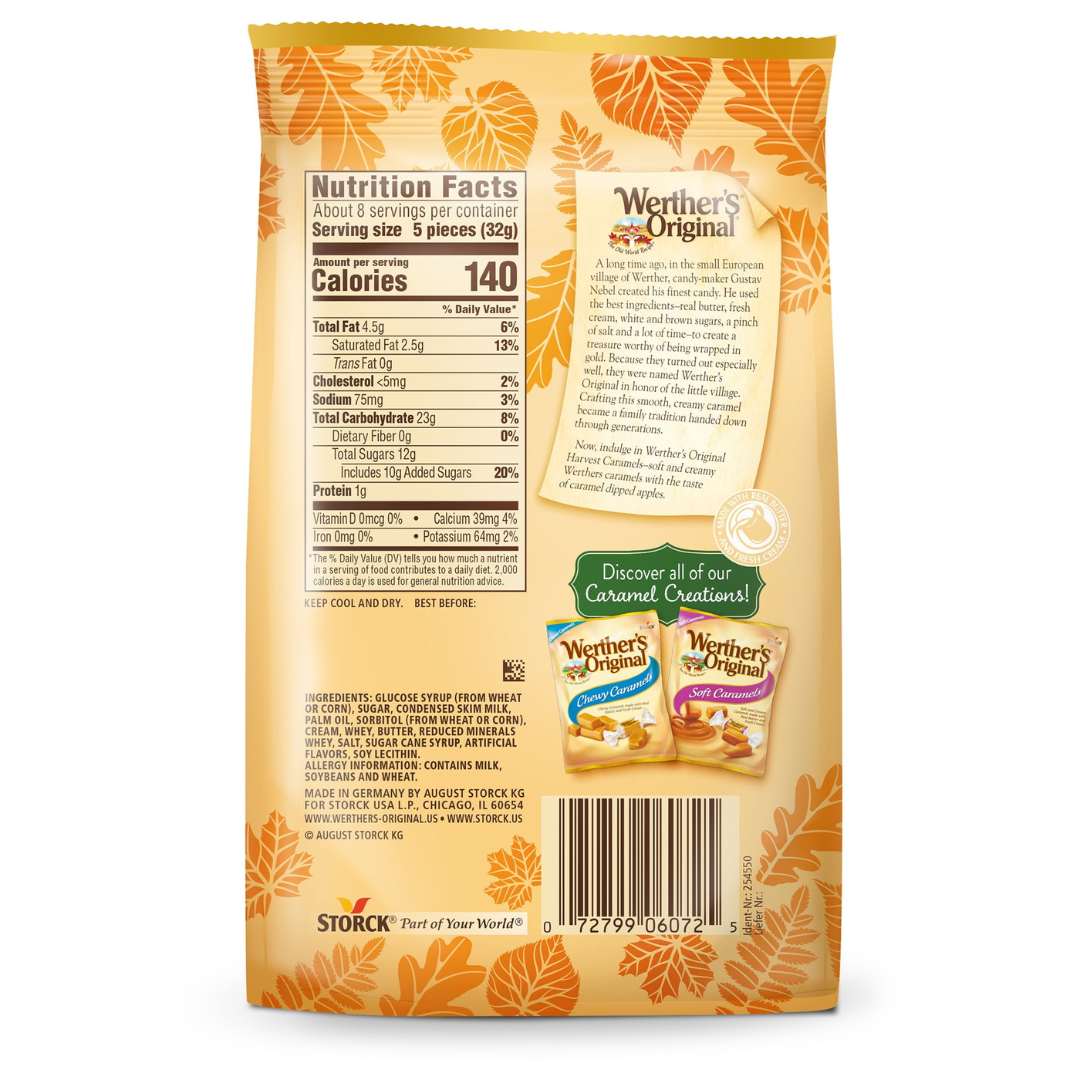 Nutrition Facts
About 8 servings per container
Serving size 5 pieces (32g)
Amount per serving
Calories 140
% Daily Value*
Total Fat 4.5g 6%
Saturated Fat 2.5g 13%
Trans Fat 0g
Cholesterol <5mg 2%
Sodium 75mg 3%
Total Carbohydrate 23g 8%
Dietary Fiber 0g 0%
Total Sugars 12g
Includes 10g Added Sugars 20%
Protein 1g
Vitamin D 0mcg 0% • Calcium 39mg 4%
Iron 0mg 0% • Potassium 64mg 2%
*The % Daily Value (DV) tells you how much a nutrient
in a serving of food contributes to a daily diet. 2,000
calories a day is used for general nutrition advice.
KEEP COOL AND DRY. BEST BEFORE:
INGREDIENTS: GLUCOSE SYRUP (FROM WHEAT
OR CORN), SUGAR, CONDENSED SKIM MILK,
PALM OIL, SORBITOL (FROM WHEAT OR CORN),
CREAM, WHEY, BUTTER, REDUCED MINERALS
WHEY, SALT, SUGAR CANE SYRUP, ARTIFICIAL
FLAVORS, SOY LECITHIN.
ALLERGY INFORMATION: CONTAINS MILK,
SOYBEANS AND WHEAT.
MADE IN GERMANY BY AUGUST STORCK KG
FOR STORCK USA L.P., CHICAGO, IL 60654
WWW.WERTHERS-ORIGINAL.US • WWW.STORCK.US
© AUGUST STORCK KG
STORCK® Part of Your World®
Werther's
Original®
The Old World Recipe
A long time ago, in the small European
village of Werther, candy-maker Gustav
Nebel created his finest candy. He used
the best ingredients–real butter, fresh
cream, white and brown sugars, a pinch
of salt and a lot of time–to create a
treasure worthy of being wrapped in
gold. Because they turned out especially
well, they were named Werther's
Original in honor of the little village.
Crafting this smooth, creamy caramel
became a family tradition handed down
through generations.
Now, indulge in Werther's Original
Harvest Caramels–soft and creamy
Werthers caramels with the taste
of caramel dipped apples.
MADE WITH REAL BUTTER
• AND FRESH CREAM •
Discover all of our
Caramel Creations!
Werther's
Original
Chewy Caramels
Werther's
Original
Soft Caramels
0 72799 06072 5
Ident-Nr.: 254550
Liefer Nr.: